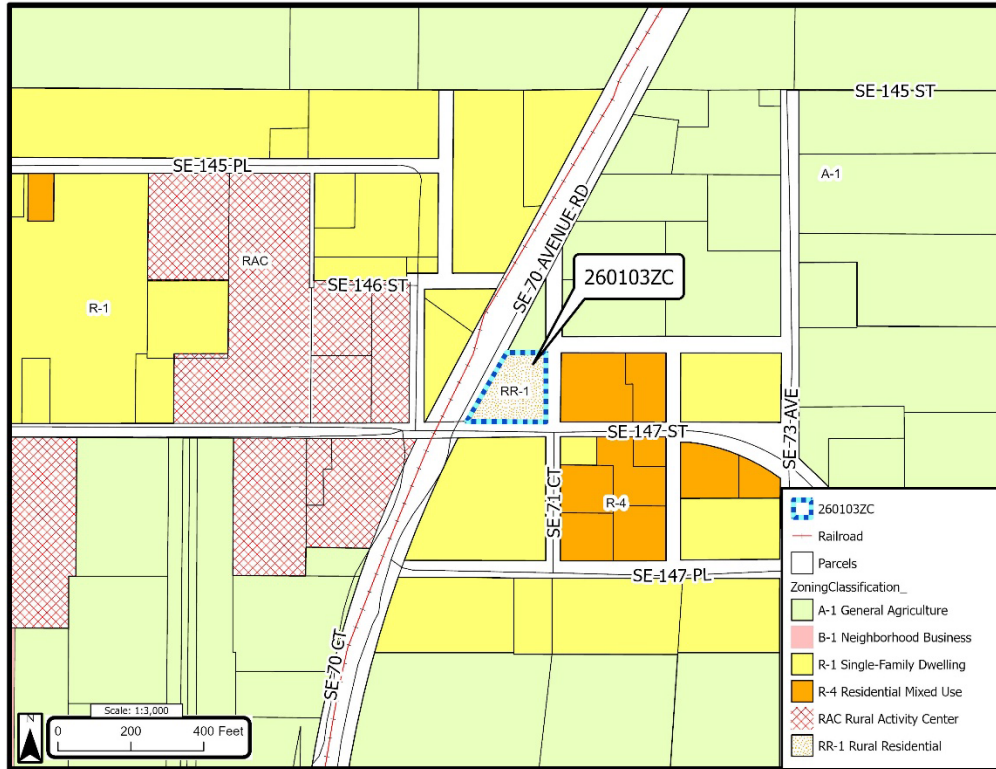 SE 145 ST
SE 145 PL
A-1
SE 70 AVENUE RD
RAC
260103ZC
SE 146 ST
R-1
RR-1
SE 147 ST
SE 73 AVE
R-4
SE 71 CT
SE 147 PL
SE 70 CT
N
Scale: 1:3,000
0 200 400 Feet
260103ZC
Railroad
Parcels
ZoningClassification_
A-1 General Agriculture
B-1 Neighborhood Business
R-1 Single-Family Dwelling
R-4 Residential Mixed Use
RAC Rural Activity Center
RR-1 Rural Residential